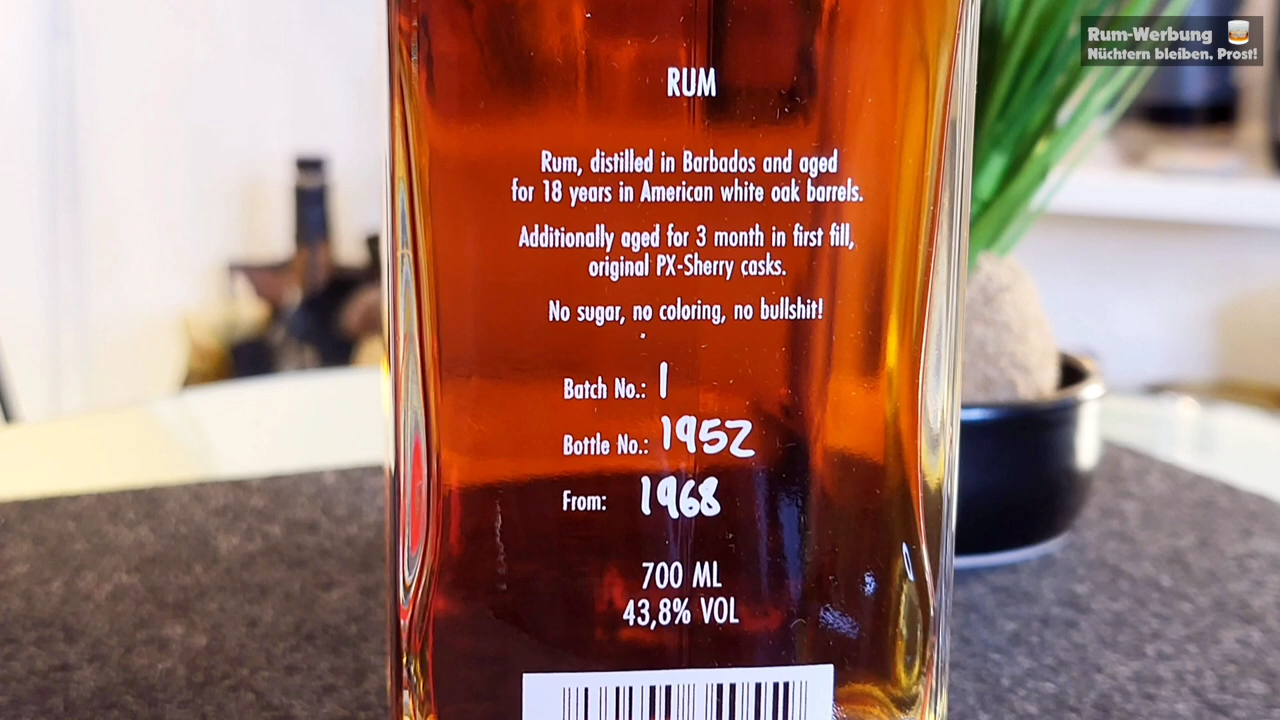 Rum-Werbung
Nüchtern bleiben, Prost!
RUM
Rum, distilled in Barbados and aged
for 18 years in American white oak barrels.
Additionally aged for 3 month in first fill,
original PX-Sherry casks.
No sugar, no coloring, no bullshit!
Batch No.: 1
Bottle No.: 1952
From: 1968
700 ML
43,8% VOL